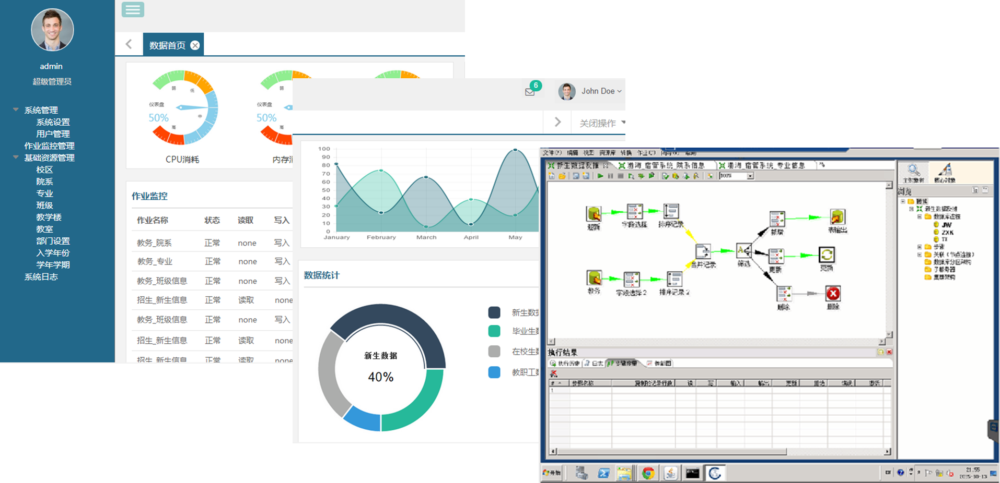 admin
超级管理员
系统管理
系统设置
用户管理
作业监控管理
基础资源管理
校区
院系
专业
班级
教学楼
教室
部门设置
入学年份
学年学期
系统日志
数据首页
弱
低
仪表盘
50%
中
高
CPU消耗
弱
仪表盘
50%
高
内存
作业监控
作业名称 状态 读取 写入
教务_院系 正常 none 写入
教务_专业 正常 none 写入
教务_班级信息 正常 none 写入
招生_新生信息 正常 读取 none
教务_班级信息 正常 none 写入
招生_新生信息 正常 读取 none
招生_新生信息 正常 读取 none
6
John Doe
关闭操作
100
90
80
70
60
50
40
30
20
10
0
January February March April May
数据统计
新生数据
40%
新生数
毕业生
在校生
教职工
文件(F) 编辑 视图 资源库 转换 作业(J) 帮助
新生数据反推
渤海_宿管系统_院系信息
渤海_宿管系统_专业信息
100%
字段选择
排序记录
合并记录
筛选
新增
表输出
更新
更新
教务
字段选择 2
排序记录 2
删除
删除
主对象树
核心对象
浏览
转换
新生数据反推
数据库连接
JW
ZXK
步骤
关联(节点连接)
数据库分区架构
子服务器
集群架构
执行结果
执行历史
日志
步骤度量
性能图
# 步骤名称 复制的记录行数 读 写 输入 输出 更新 拒绝 错误 激活
1
开始
21:55
2015-10-13